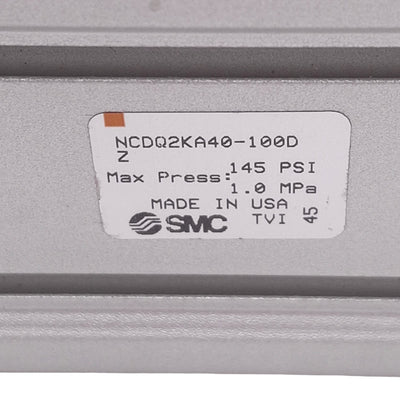 NCDQ2KA40-100D
Z
Max Press: 145 PSI
1.0 MPa
MADE IN USA
SMC TVI 45